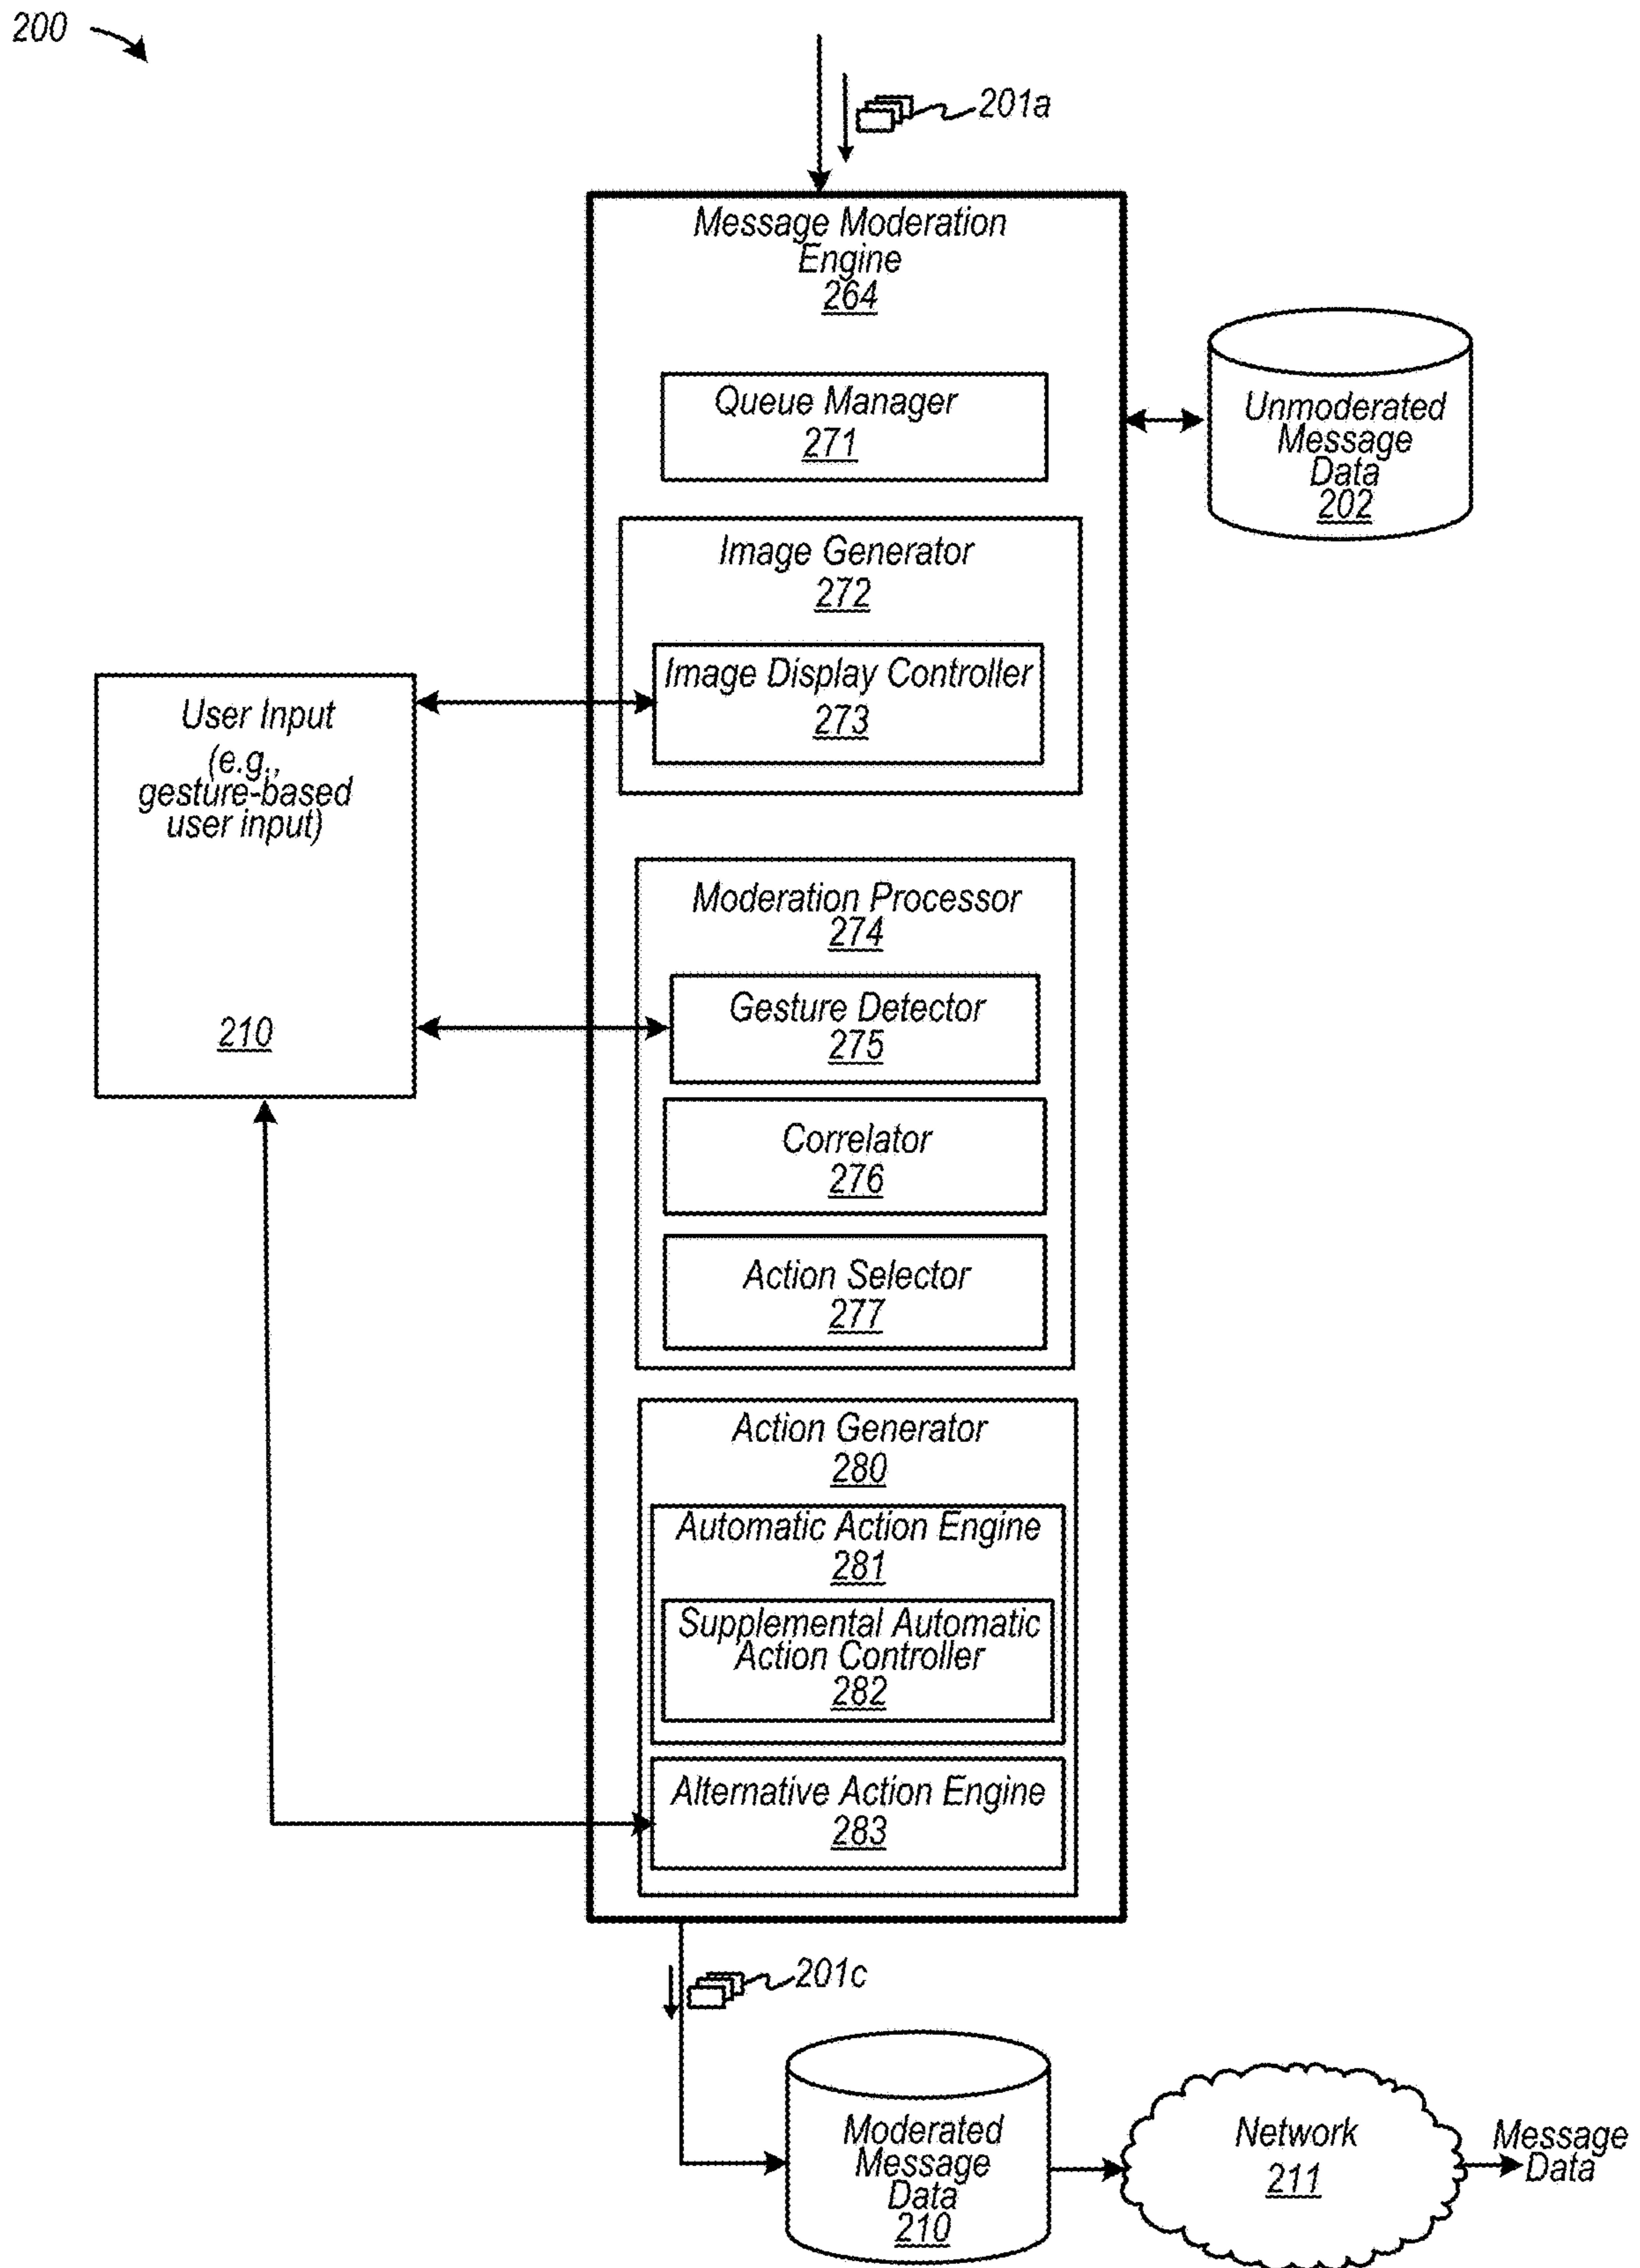 200
201a
Message Moderation
Engine
264
Queue Manager
271
Unmoderated
Message
Data
202
Image Generator
272
Image Display Controller
273
User Input
(e.g.,
gesture-based
user input)
210
Moderation Processor
274
Gesture Detector
275
Correlator
276
Action Selector
277
Action Generator
280
Automatic Action Engine
281
Supplemental Automatic
Action Controller
282
Alternative Action Engine
283
201c
Moderated
Message
Data
210
Network
211
Message
Data